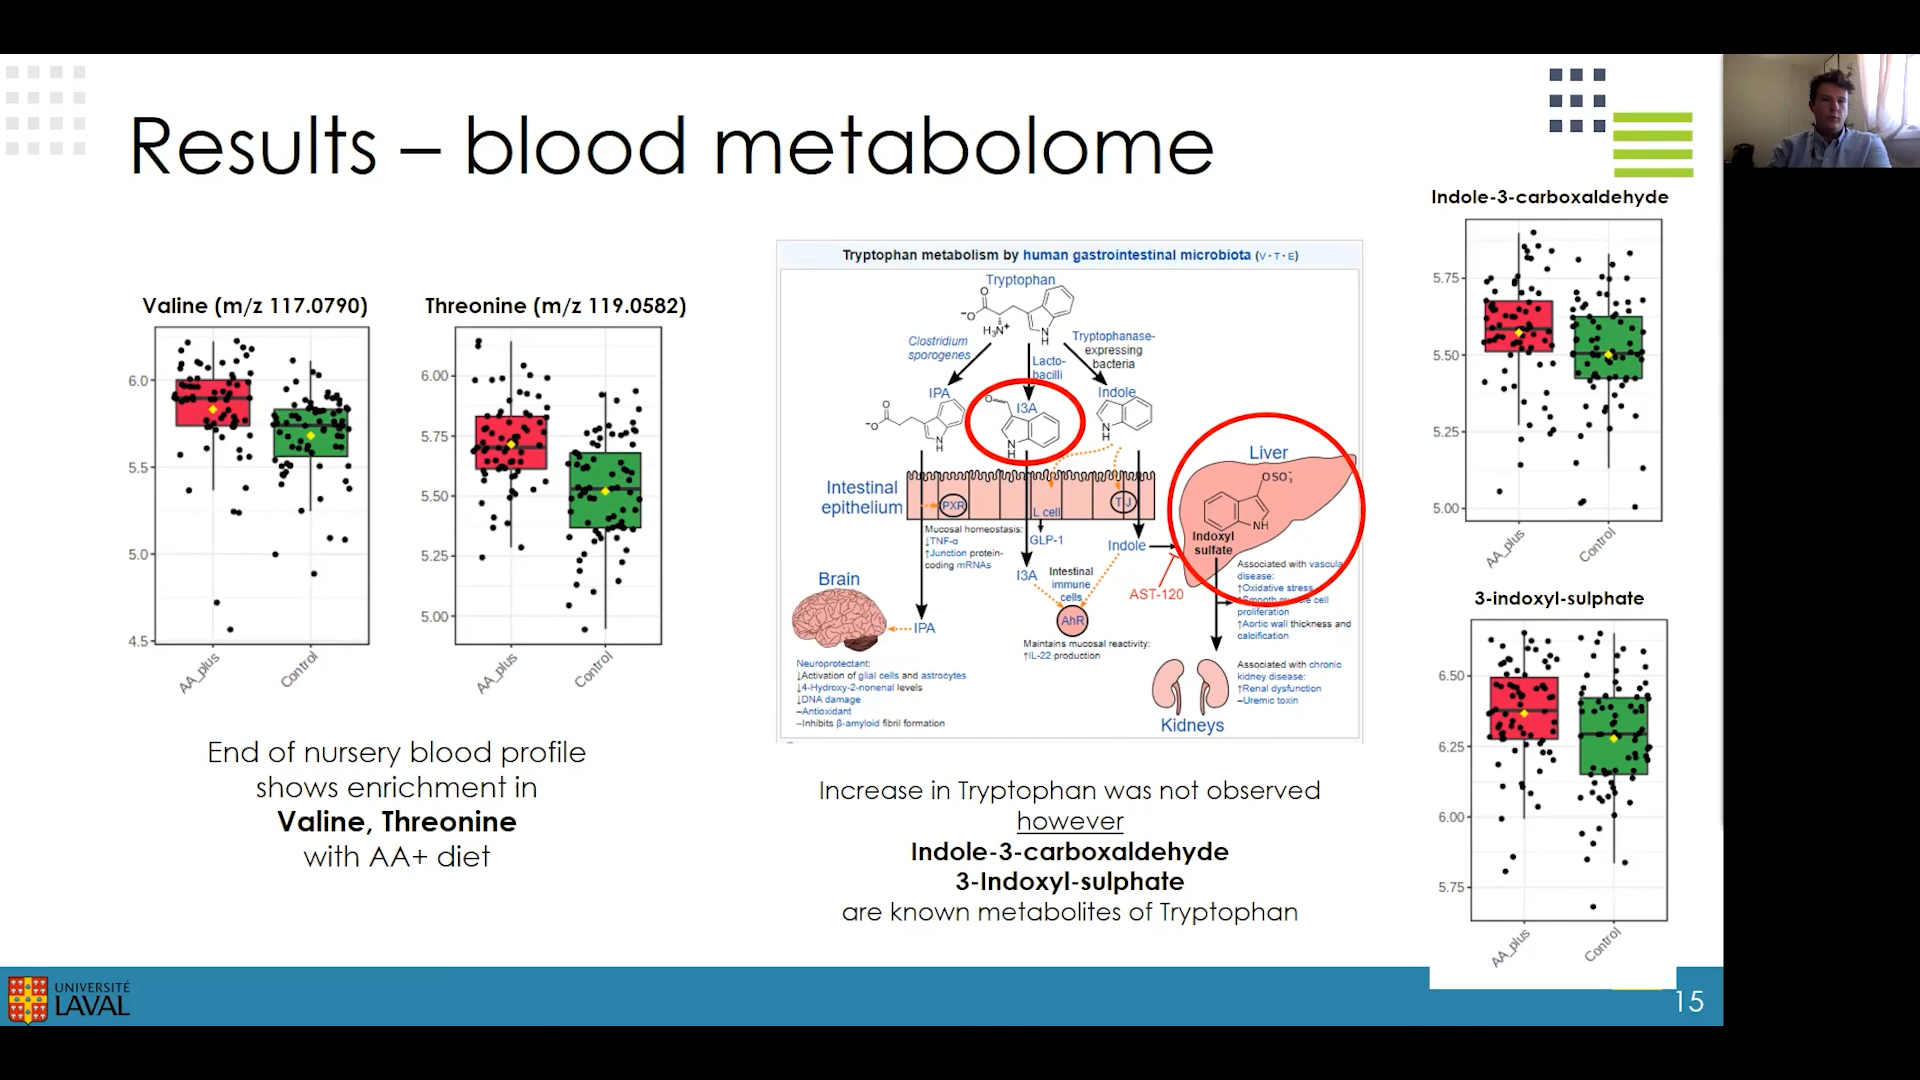 Results – blood metabolome
Valine (m/z 117.0790)
6.0
5.5
5.0
4.5
AA_plus
Control
Threonine (m/z 119.0582)
6.00
5.75
5.50
5.25
5.00
AA_plus
Control
End of nursery blood profile
shows enrichment in
Valine, Threonine
with AA+ diet
Tryptophan metabolism by human gastrointestinal microbiota (V · T · E)
Tryptophan
O
⁻O
H₃N⁺
N
H
Clostridium
sporogenes
Lacto-
bacilli
Tryptophanase-
expressing
bacteria
IPA
I3A
Indole
O
⁻O
N
H
O
N
H
N
H
Intestinal
epithelium
PXR
L cell
TJ
Mucosal homeostasis:
↓TNF-α
↑Junction protein-
coding mRNAs
GLP-1
Indole
I3A
Intestinal
immune
cells
AhR
Maintains mucosal reactivity:
↑IL-22 production
AST-120
Liver
OSO₃⁻
NH
Indoxyl
sulfate
Associated with vascular
disease:
↑Oxidative stress
↑Smooth muscle cell
proliferation
↑Aortic wall thickness and
calcification
Brain
IPA
Neuroprotectant:
↓Activation of glial cells and astrocytes
↓4-Hydroxy-2-nonenal levels
↓DNA damage
–Antioxidant
–Inhibits β-amyloid fibril formation
Kidneys
Associated with chronic
kidney disease:
↑Renal dysfunction
–Uremic toxin
Increase in Tryptophan was not observed
however
Indole-3-carboxaldehyde
3-Indoxyl-sulphate
are known metabolites of Tryptophan
Indole-3-carboxaldehyde
5.75
5.50
5.25
5.00
AA_plus
Control
3-indoxyl-sulphate
6.50
6.25
6.00
5.75
AA_plus
Control
UNIVERSITÉ
LAVAL
15